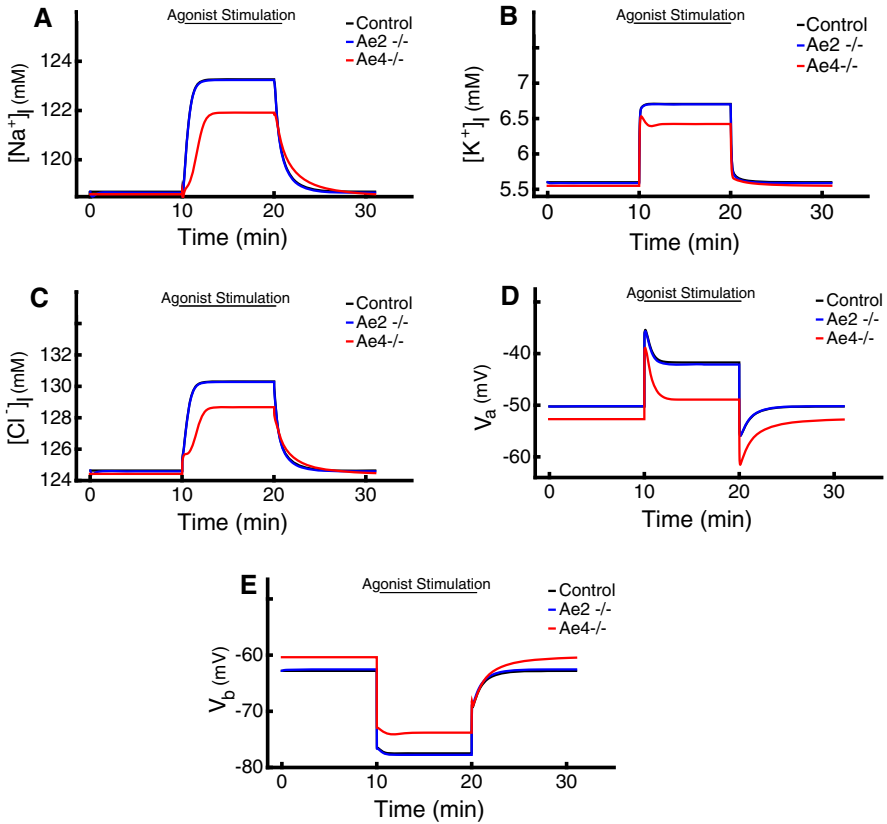 A
Agonist Stimulation
Control
Ae2 -/-
Ae4-/-
[Na⁺]ₗ (mM)
124
122
120
0
10
20
30
Time (min)
B
Agonist Stimulation
Control
Ae2 -/-
Ae4-/-
[K⁺]ₗ (mM)
7
6.5
6
5.5
0
10
20
30
Time (min)
C
Agonist Stimulation
Control
Ae2 -/-
Ae4-/-
[Cl⁻]ₗ (mM)
132
130
128
126
124
0
10
20
30
Time (min)
D
Agonist Stimulation
Control
Ae2 -/-
Ae4-/-
Vₐ (mV)
-40
-50
-60
0
10
20
30
Time (min)
E
Agonist Stimulation
Control
Ae2 -/-
Ae4-/-
V_b (mV)
-60
-70
-80
0
10
20
30
Time (min)